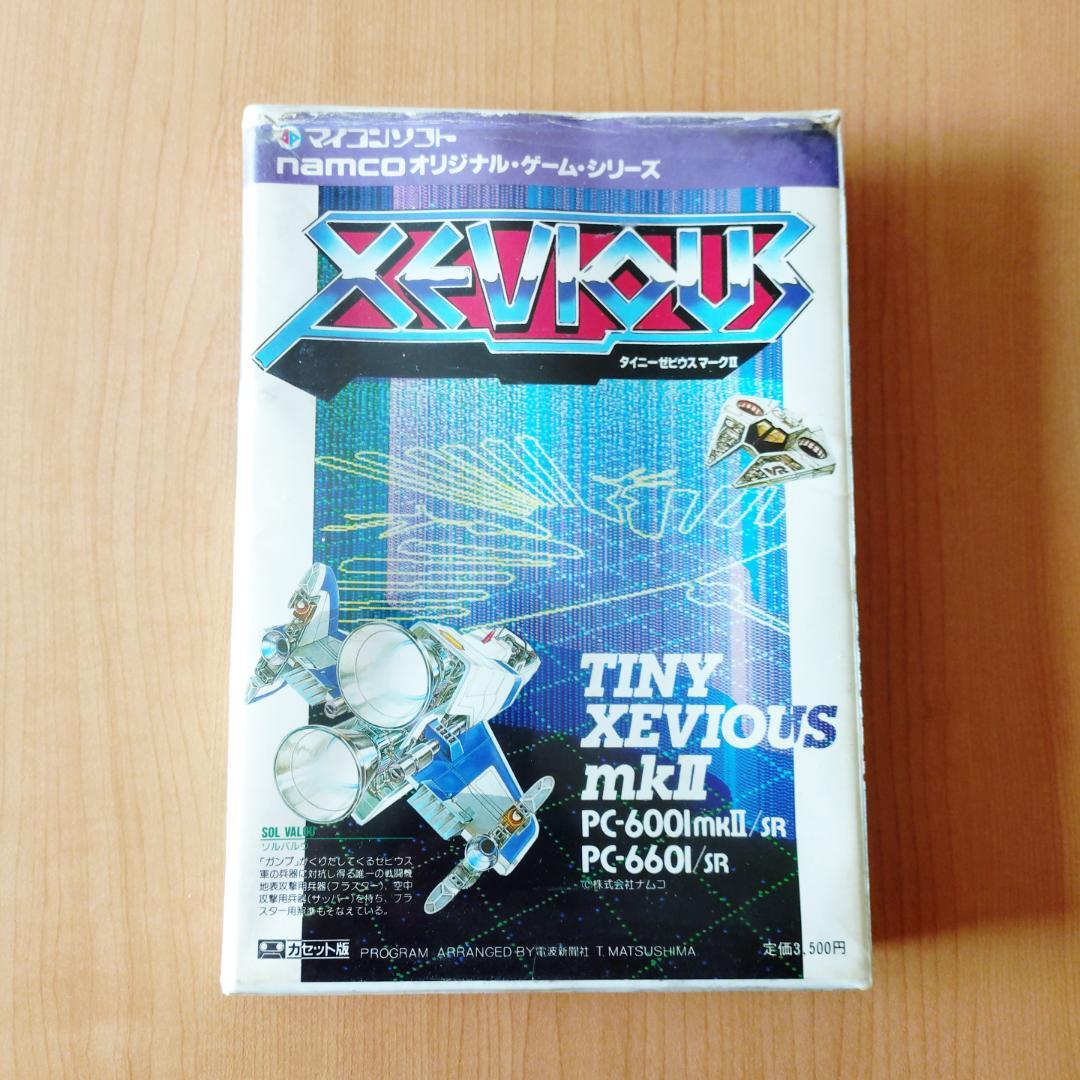 マイコンソフト
namcoオリジナル・ゲーム・シリーズ
XEVIOUS
タイニーゼビウスマークⅡ
VR
TINY
XEVIOUS
mkⅡ
PC-6001mkⅡ/SR
PC-6601/SR
©株式会社ナムコ
SOL VALOU
ソルバルウ
「ガンプ」がくりだしてくるゼビウス
軍の兵器に対抗し得る唯一の戦闘機
地表攻撃用兵器(ブラスター)、空中
攻撃用兵器(ザッパー)を持ち、ブラ
スター用照準もそなえている。
カセット版
PROGRAM ARRANGED BY 電波新聞社 T. MATSUSHIMA
定価3,500円